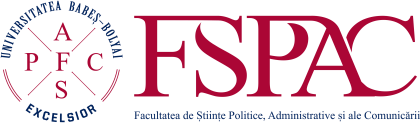 UNIVERSITATEA BABEȘ-BOLYAI
A
P F C
S
EXCELSIOR
FSPAC
Facultatea de Științe Politice, Administrative și ale Comunicării